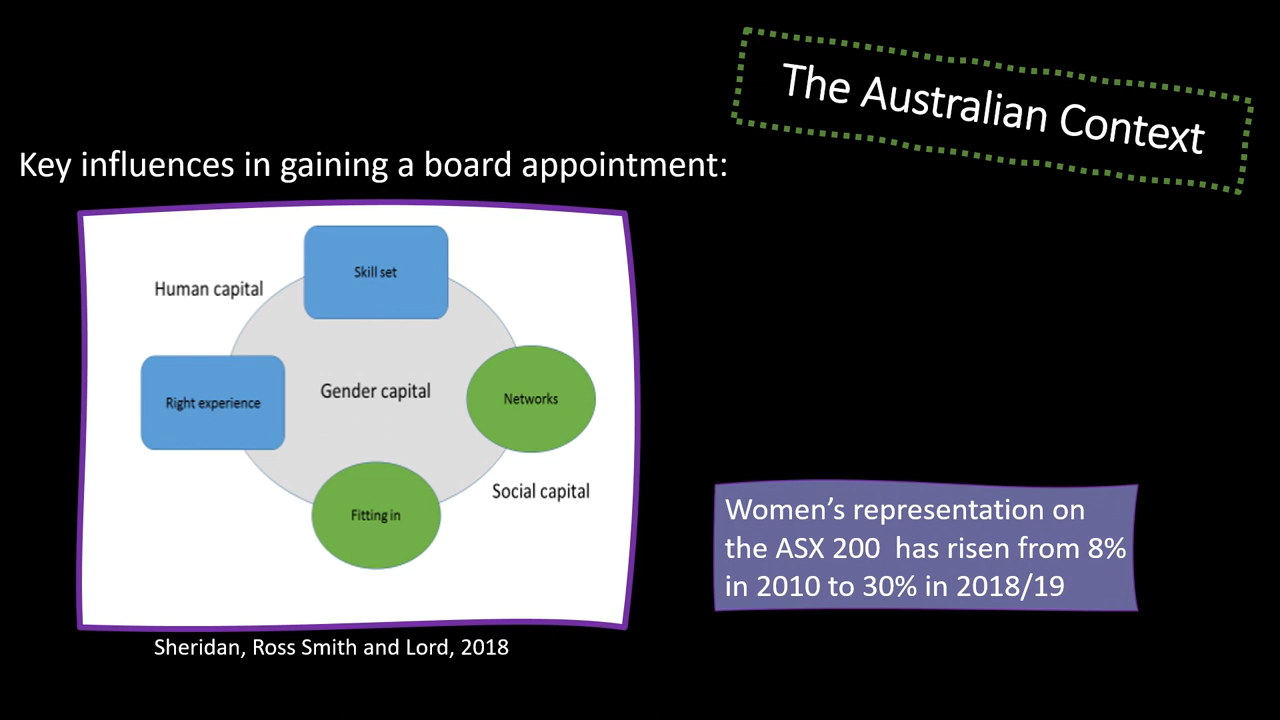 The Australian Context
Key influences in gaining a board appointment:
Skill set
Human capital
Gender capital
Right experience
Networks
Social capital
Fitting in
Women’s representation on
the ASX 200  has risen from 8%
in 2010 to 30% in 2018/19
Sheridan, Ross Smith and Lord, 2018